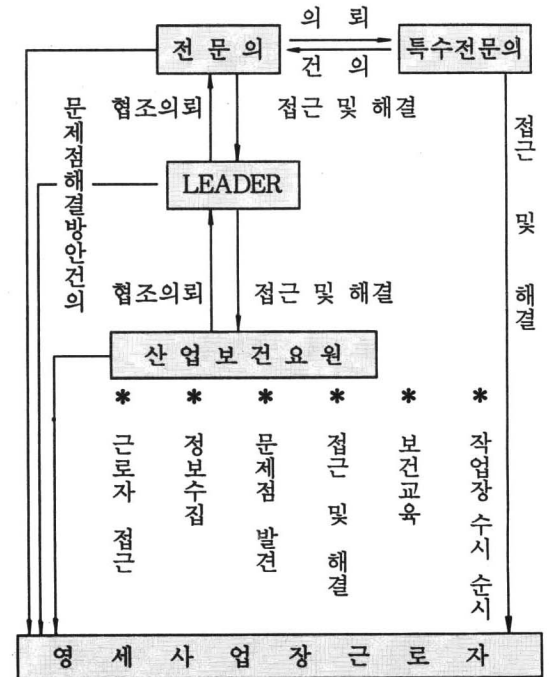 의 뢰
전 문 의
특수전문의
건 의
협조의뢰
접근 및 해결
문제점해결방안건의
접근 및 해결
LEADER
협조의뢰
접근 및 해결
산 업 보 건 요 원
* 근로자 접근
* 정보수집
* 문제점 발견
* 접근 및 해결
* 보건교육
* 작업장 수시 순시
영 세 사 업 장 근 로 자